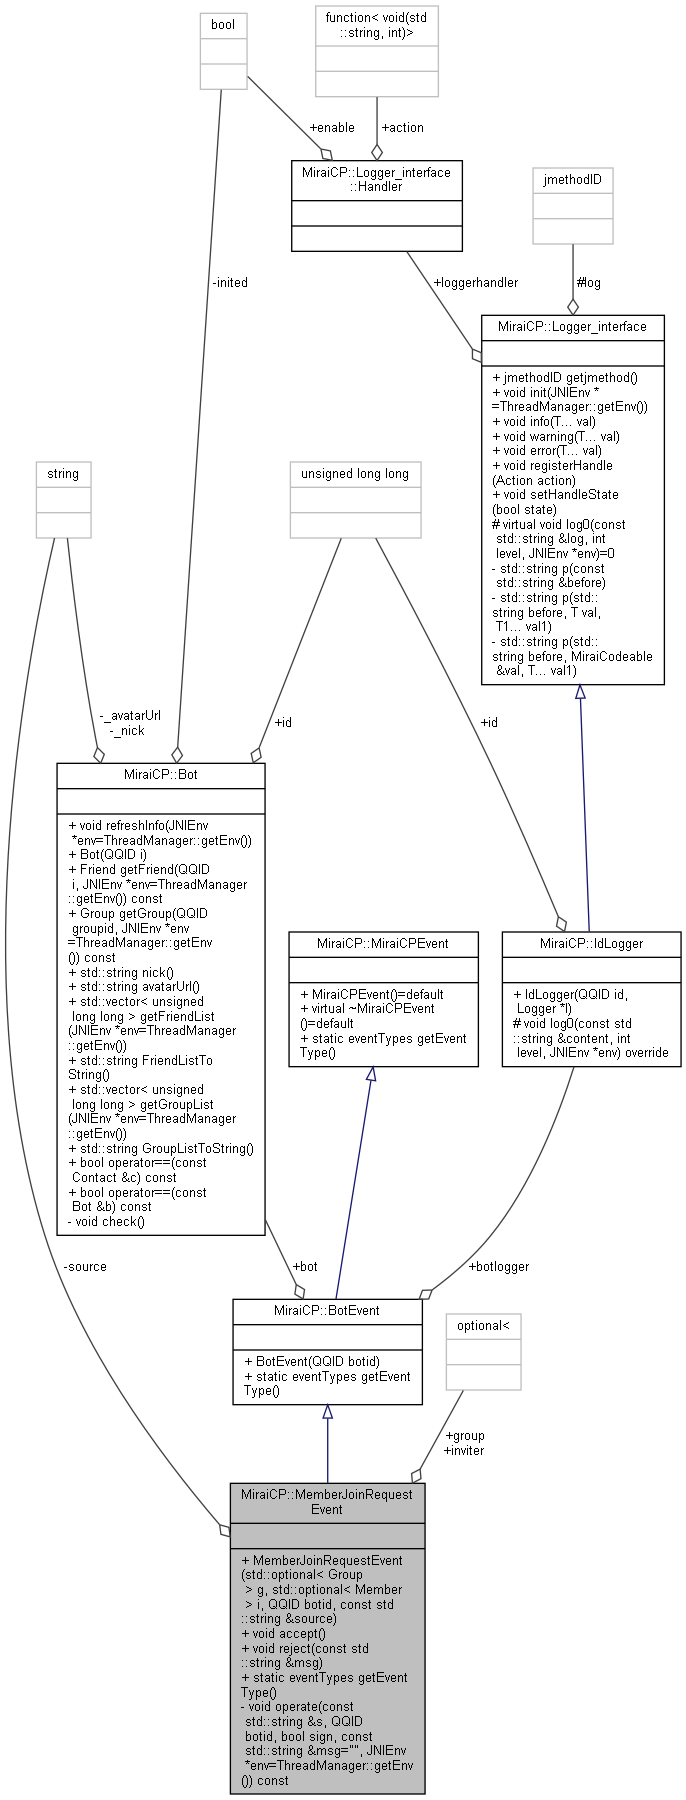 bool
function< void(std
::string, int)>
+enable
+action
MiraiCP::Logger_interface
::Handler
jmethodID
-inited
+loggerhandler
#log
MiraiCP::Logger_interface
+ jmethodID getjmethod()
+ void init(JNIEnv *
=ThreadManager::getEnv())
+ void info(T... val)
+ void warning(T... val)
+ void error(T... val)
+ void registerHandle
(Action action)
+ void setHandleState
(bool state)
# virtual void log0(const
std::string &log, int
level, JNIEnv *env)=0
- std::string p(const
std::string &before)
- std::string p(std::
string before, T val,
T1... val1)
- std::string p(std::
string before, MiraiCodeable
&val, T... val1)
string
unsigned long long
-_avatarUrl
-_nick
+id
+id
MiraiCP::Bot
+ void refreshInfo(JNIEnv
*env=ThreadManager::getEnv())
+ Bot(QQID i)
+ Friend getFriend(QQID
i, JNIEnv *env=ThreadManager
::getEnv()) const
+ Group getGroup(QQID
groupid, JNIEnv *env
=ThreadManager::getEnv
()) const
+ std::string nick()
+ std::string avatarUrl()
+ std::vector< unsigned
long long > getFriendList
(JNIEnv *env=ThreadManager
::getEnv())
+ std::string FriendListTo
String()
+ std::vector< unsigned
long long > getGroupList
(JNIEnv *env=ThreadManager
::getEnv())
+ std::string GroupListToString()
+ bool operator==(const
Contact &c) const
+ bool operator==(const
Bot &b) const
- void check()
MiraiCP::MiraiCPEvent
+ MiraiCPEvent()=default
+ virtual ~MiraiCPEvent
()=default
+ static eventTypes getEvent
Type()
MiraiCP::IdLogger
+ IdLogger(QQID id,
Logger *l)
# void log0(const std
::string &content, int
level, JNIEnv *env) override
-source
+bot
+botlogger
MiraiCP::BotEvent
+ BotEvent(QQID botid)
+ static eventTypes getEvent
Type()
optional<
+group
+inviter
MiraiCP::MemberJoinRequest
Event
+ MemberJoinRequestEvent
(std::optional< Group
> g, std::optional< Member
> i, QQID botid, const std
::string &source)
+ void accept()
+ void reject(const std
::string &msg)
+ static eventTypes getEvent
Type()
- void operate(const
std::string &s, QQID
botid, bool sign, const
std::string &msg="", JNIEnv
*env=ThreadManager::getEnv
()) const